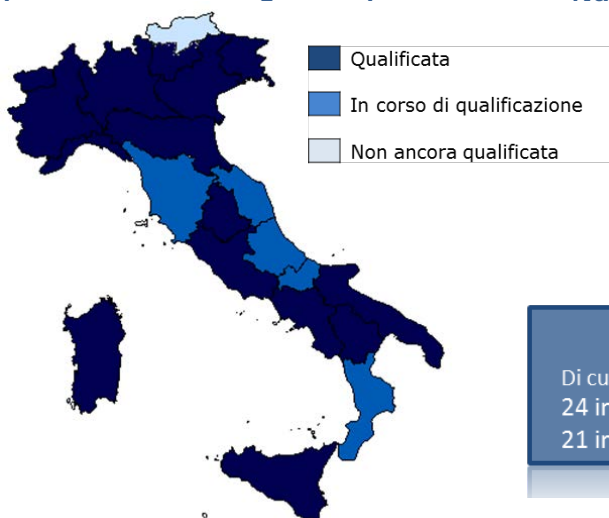 Qualificata
In corso di qualificazione
Non ancora qualificata
Di cu
24 in
21 in